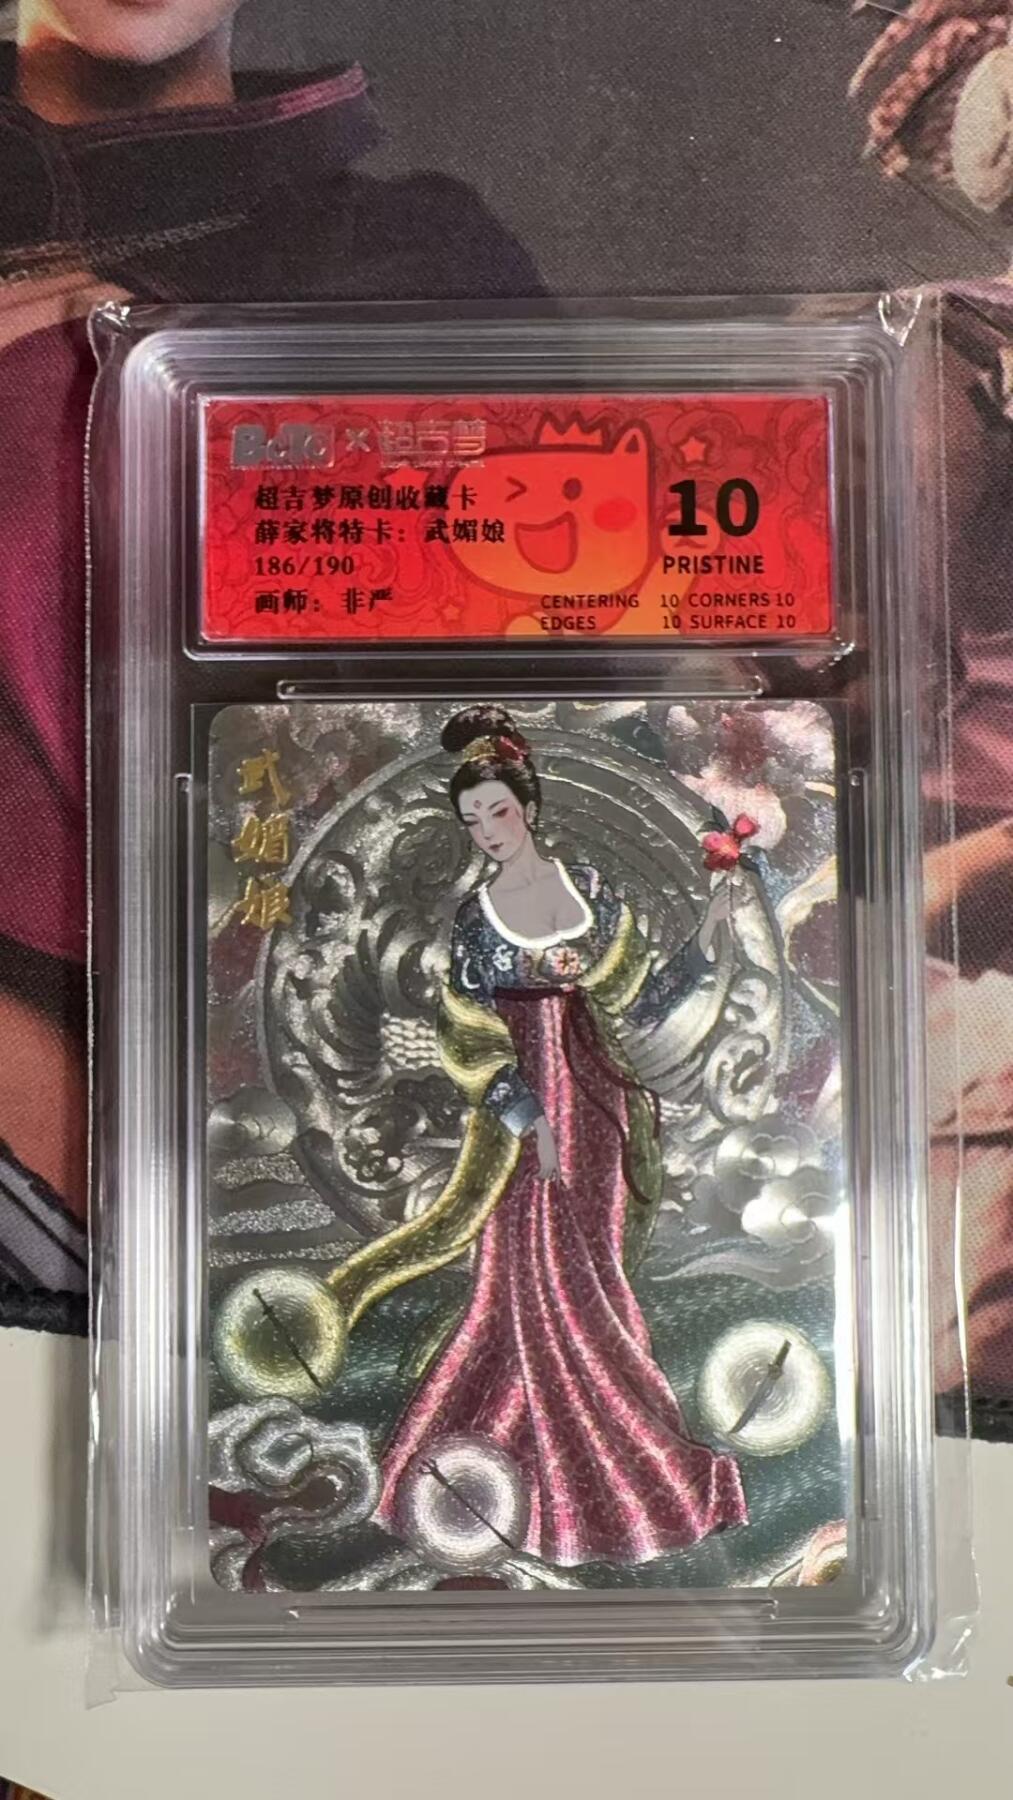 BCTC × 超吉梦
超吉梦原创收藏卡
薛家将特卡：武媚娘
186/190
画师：非严
10
PRISTINE
CENTERING 10 CORNERS 10
EDGES 10 SURFACE 10
武媚娘